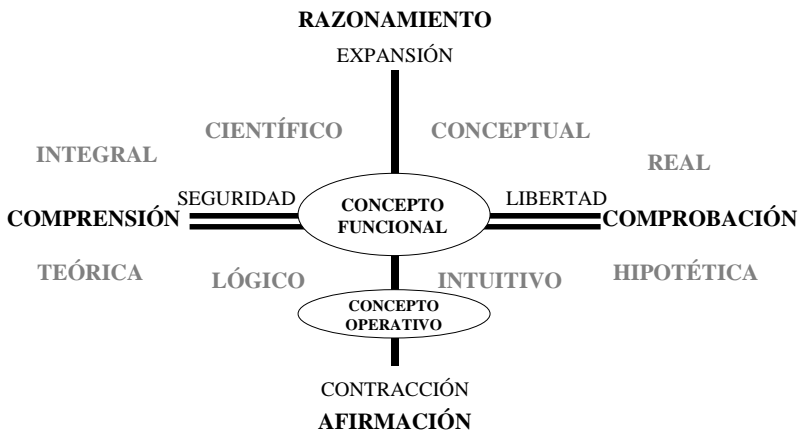 RAZONAMIENTO
EXPANSIÓN
CIENTÍFICO CONCEPTUAL
INTEGRAL REAL
SEGURIDAD LIBERTAD
CONCEPTO
COMPRENSIÓN FUNCIONAL COMPROBACIÓN
TEÓRICA LÓGICO INTUITIVO HIPOTÉTICA
CONCEPTO
OPERATIVO
CONTRACCIÓN
AFIRMACIÓN